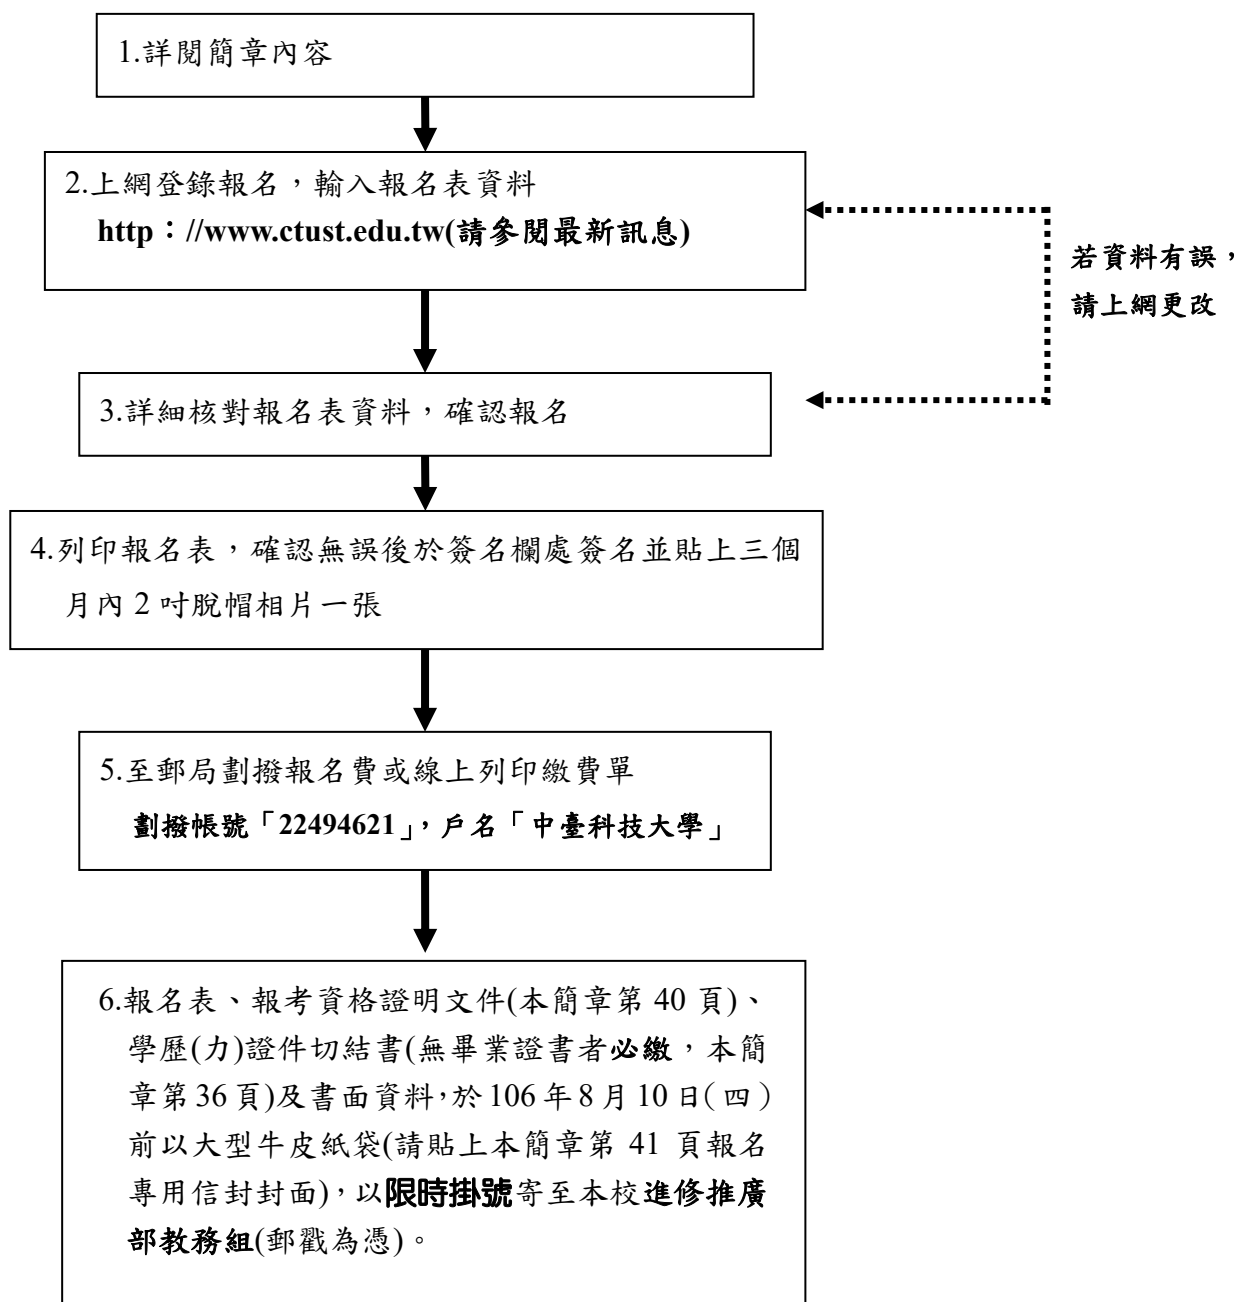 1.詳閱簡章內容
2.上網登錄報名，輸入報名表資料
http：//www.ctust.edu.tw(請參閱最新訊息)
若資料有誤，
請上網更改
3.詳細核對報名表資料，確認報名
4.列印報名表，確認無誤後於簽名欄處簽名並貼上三個
月內 2 吋脫帽相片一張
5.至郵局劃撥報名費或線上列印繳費單
劃撥帳號「22494621」，戶名「中臺科技大學」
6.報名表、報考資格證明文件(本簡章第 40 頁)、
學歷(力)證件切結書(無畢業證書者必繳，本簡
章第 36 頁)及書面資料，於 106 年 8 月 10 日(四)
前以大型牛皮紙袋(請貼上本簡章第 41 頁報名
專用信封封面)，以限時掛號寄至本校進修推廣
部教務組(郵戳為憑)。